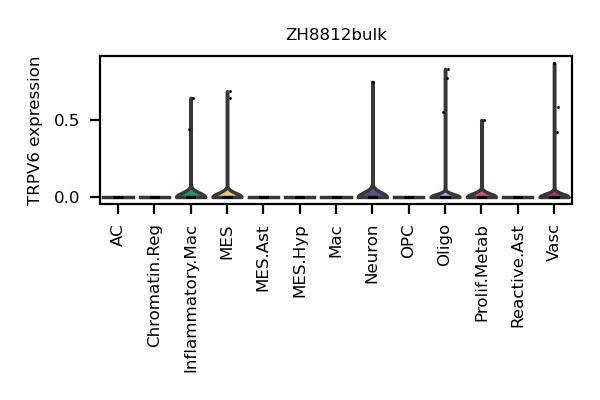 ZH8812bulk
TRPV6 expression
0.5
0.0
AC
Chromatin.Reg
Inflammatory.Mac
MES
MES.Ast
MES.Hyp
Mac
Neuron
OPC
Oligo
Prolif.Metab
Reactive.Ast
Vasc